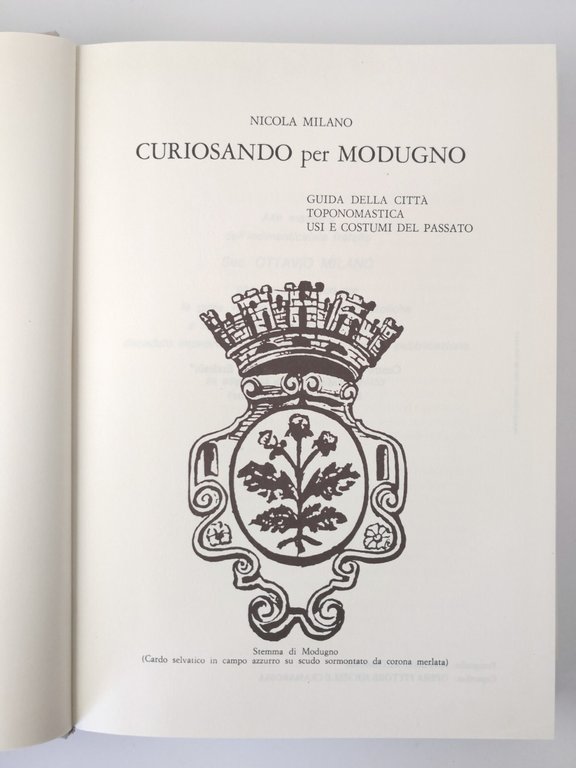 NICOLA MILANO
CURIOSANDO per MODUGNO
GUIDA DELLA CITTÀ
TOPONOMASTICA
USI E COSTUMI DEL PASSATO
Stemma di Modugno
(Cardo selvatico in campo azzurro su scudo sormontato da corona merlata)